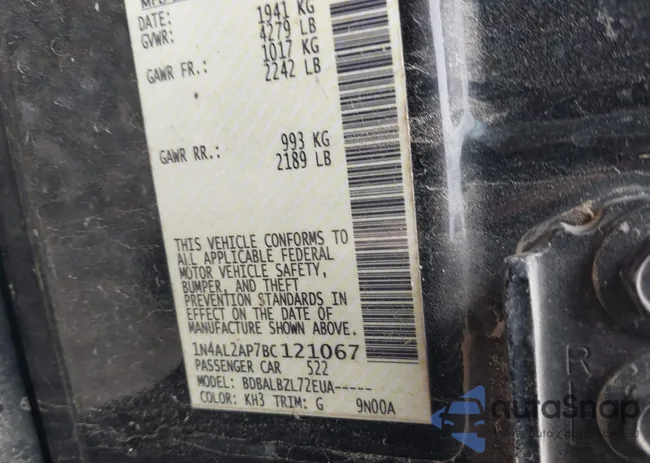 DATE: 1941 KG
GVWR: 4279 LB
1017 KG
GAWR FR.: 2242 LB
993 KG
GAWR RR.: 2189 LB
THIS VEHICLE CONFORMS TO
ALL APPLICABLE FEDERAL
MOTOR VEHICLE SAFETY,
BUMPER, AND THEFT
PREVENTION STANDARDS IN
EFFECT ON THE DATE OF
MANUFACTURE SHOWN ABOVE.
1N4AL2AP7BC121067
PASSENGER CAR 522
MODEL: BDBALBZL72EUA-----
COLOR: KH3 TRIM: G 9N00A
autoSnap